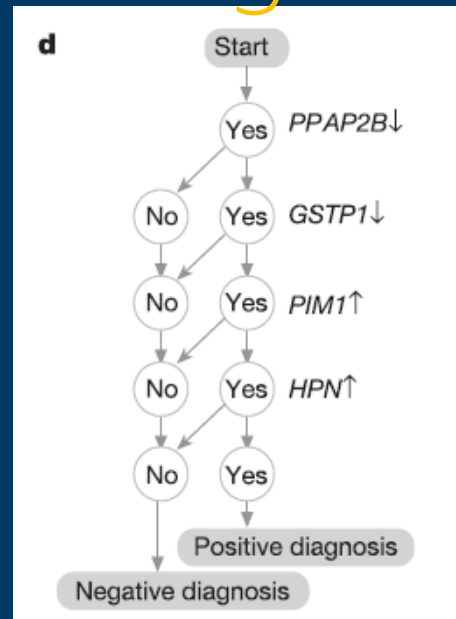 d
Start
Yes PPAP2B↓
No Yes GSTP1↓
No Yes PIM1↑
No Yes HPN↑
No Yes
Positive diagnosis
Negative diagnosis